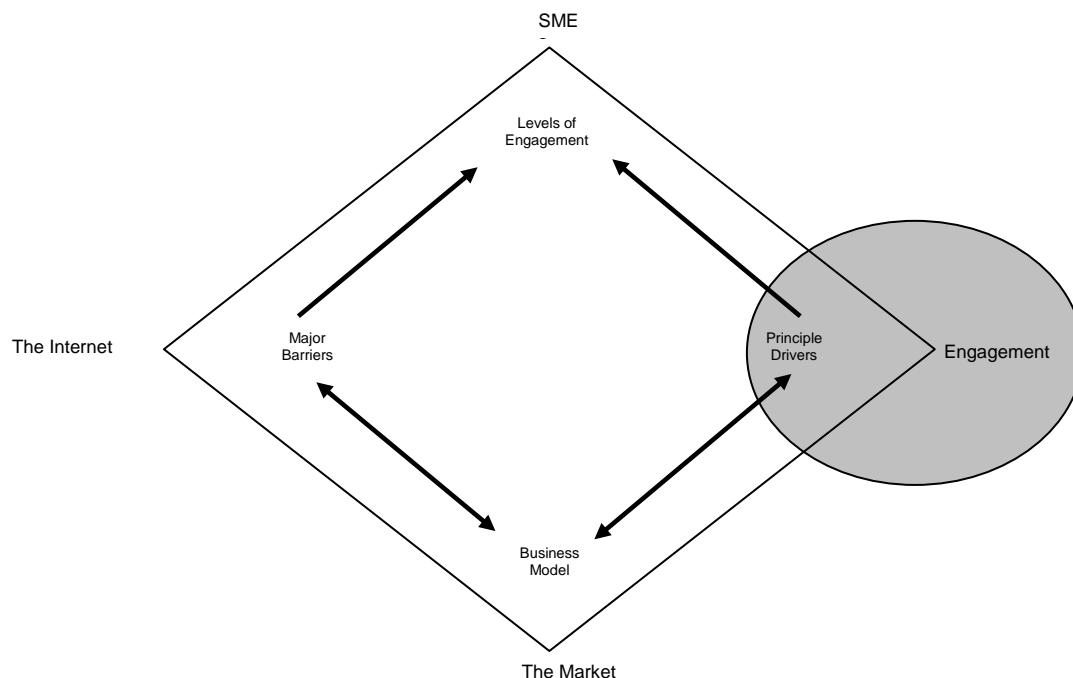 SME
Levels of
Engagement
The Internet
Major
Barriers
Principle
Drivers
Engagement
Business
Model
The Market